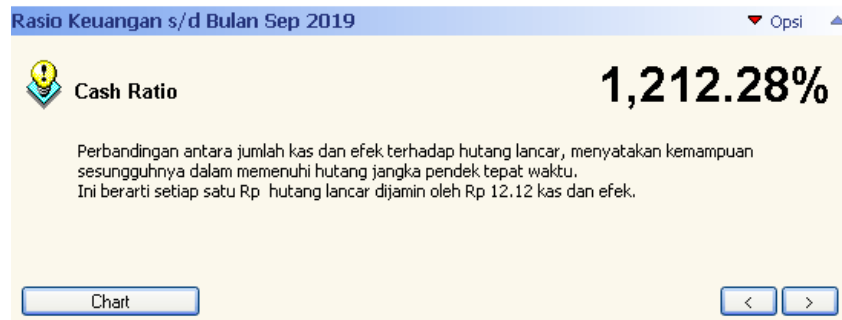 Rasio Keuangan s/d Bulan Sep 2019
Opsi
Cash Ratio
1,212.28%
Perbandingan antara jumlah kas dan efek terhadap hutang lancar, menyatakan kemampuan
sesungguhnya dalam memenuhi hutang jangka pendek tepat waktu.
Ini berarti setiap satu Rp hutang lancar dijamin oleh Rp 12.12 kas dan efek.
Chart
< >